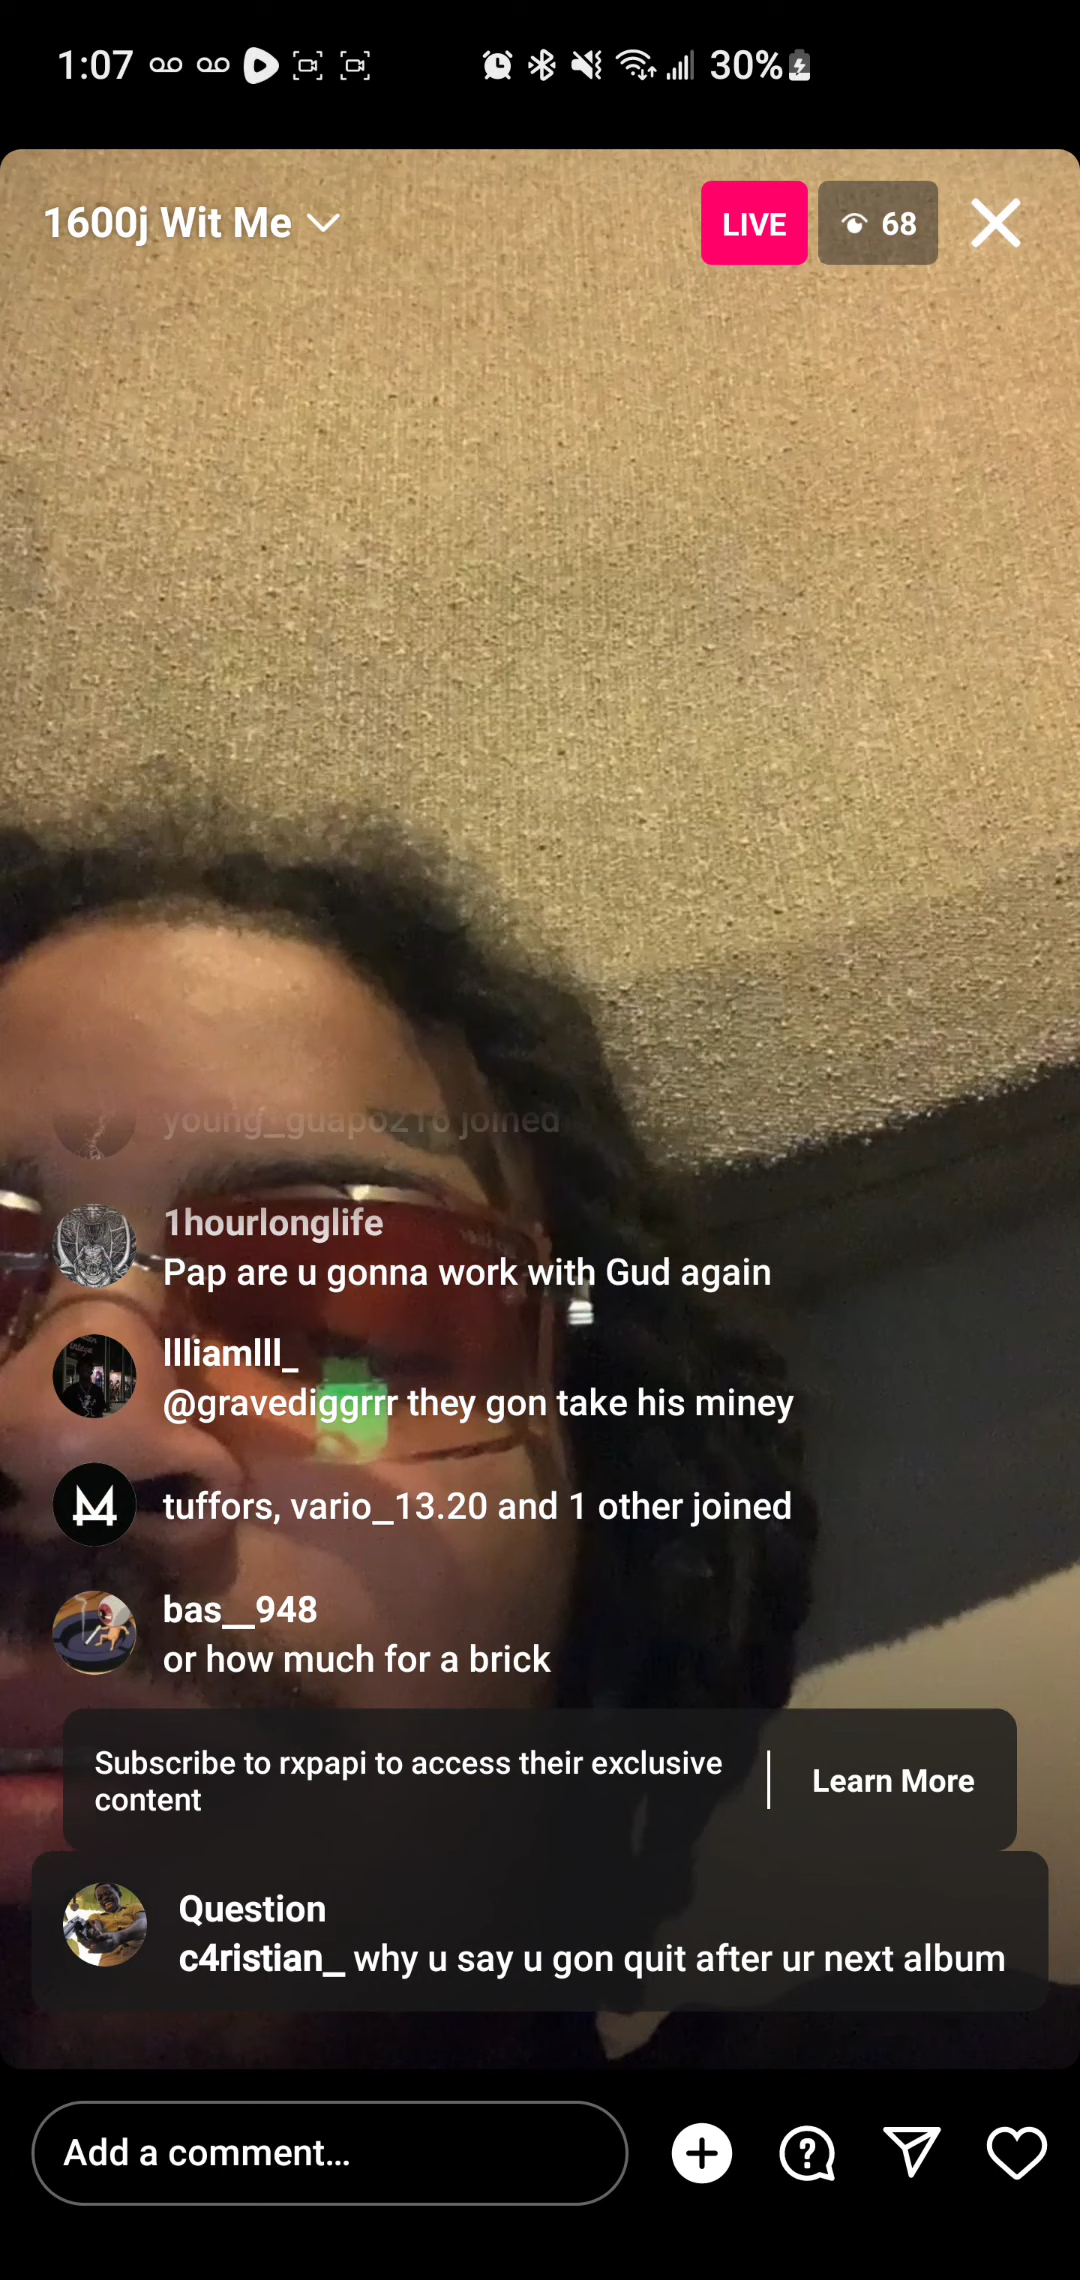 1:07
30%
1600j Wit Me
LIVE
68
young_guapo216 joined
1hourlonglife
Pap are u gonna work with Gud again
llliamlll_
@gravediggrrr they gon take his miney
tuffors, vario_13.20 and 1 other joined
bas__948
or how much for a brick
Subscribe to rxpapi to access their exclusive
content
Learn More
Question
c4ristian_ why u say u gon quit after ur next album
Add a comment...